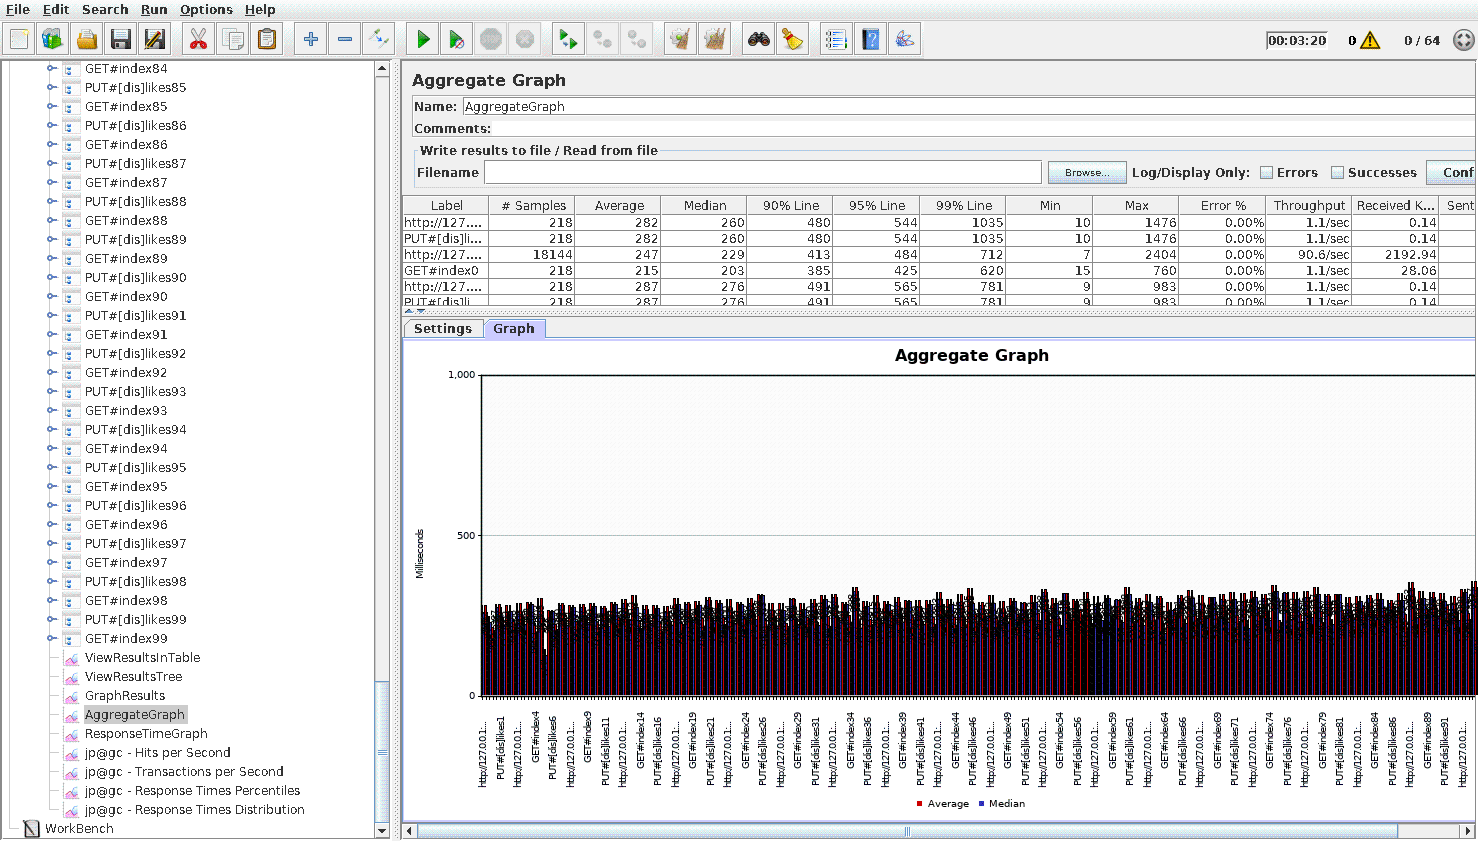 File Edit Search Run Options Help
00:03:20 0 0 / 64
GET#index84
PUT#[dis]likes85
GET#index85
PUT#[dis]likes86
GET#index86
PUT#[dis]likes87
GET#index87
PUT#[dis]likes88
GET#index88
PUT#[dis]likes89
GET#index89
PUT#[dis]likes90
GET#index90
PUT#[dis]likes91
GET#index91
PUT#[dis]likes92
GET#index92
PUT#[dis]likes93
GET#index93
PUT#[dis]likes94
GET#index94
PUT#[dis]likes95
GET#index95
PUT#[dis]likes96
GET#index96
PUT#[dis]likes97
GET#index97
PUT#[dis]likes98
GET#index98
PUT#[dis]likes99
GET#index99
ViewResultsInTable
ViewResultsTree
GraphResults
AggregateGraph
ResponseTimeGraph
jp@gc - Hits per Second
jp@gc - Transactions per Second
jp@gc - Response Times Percentiles
jp@gc - Response Times Distribution
WorkBench
Aggregate Graph
Name: AggregateGraph
Comments:
Write results to file / Read from file
Filename Browse... Log/Display Only: Errors Successes Conf
Label # Samples Average Median 90% Line 95% Line 99% Line Min Max Error % Throughput Received K... Sent
http://127.... 218 282 260 480 544 1035 10 1476 0.00% 1.1/sec 0.14
PUT#[dis]li... 218 282 260 480 544 1035 10 1476 0.00% 1.1/sec 0.14
http://127.... 18144 247 229 413 484 712 7 2404 0.00% 90.6/sec 2192.94
GET#index0 218 215 203 385 425 620 15 760 0.00% 1.1/sec 28.06
http://127.... 218 287 276 491 565 781 9 983 0.00% 1.1/sec 0.14
PUT#[dis]li... 218 287 276 491 565 781 9 983 0.00% 1.1/sec 0.14
Settings Graph
Aggregate Graph
1,000
500
0
Milliseconds
http://127.0.0.1:...
PUT#[dis]likes1
http://127.0.0.1:...
GET#index4
PUT#[dis]likes6
http://127.0.0.1:...
GET#index9
PUT#[dis]likes11
http://127.0.0.1:...
GET#index14
PUT#[dis]likes16
http://127.0.0.1:...
GET#index19
PUT#[dis]likes21
http://127.0.0.1:...
GET#index24
PUT#[dis]likes26
http://127.0.0.1:...
GET#index29
PUT#[dis]likes31
http://127.0.0.1:...
GET#index34
PUT#[dis]likes36
http://127.0.0.1:...
GET#index39
PUT#[dis]likes41
http://127.0.0.1:...
GET#index44
PUT#[dis]likes46
http://127.0.0.1:...
GET#index49
PUT#[dis]likes51
http://127.0.0.1:...
GET#index54
PUT#[dis]likes56
http://127.0.0.1:...
GET#index59
PUT#[dis]likes61
http://127.0.0.1:...
GET#index64
PUT#[dis]likes66
http://127.0.0.1:...
GET#index69
PUT#[dis]likes71
http://127.0.0.1:...
GET#index74
PUT#[dis]likes76
http://127.0.0.1:...
GET#index79
PUT#[dis]likes81
http://127.0.0.1:...
GET#index84
PUT#[dis]likes86
http://127.0.0.1:...
GET#index89
PUT#[dis]likes91
http://127.0.0.1:...
Average Median